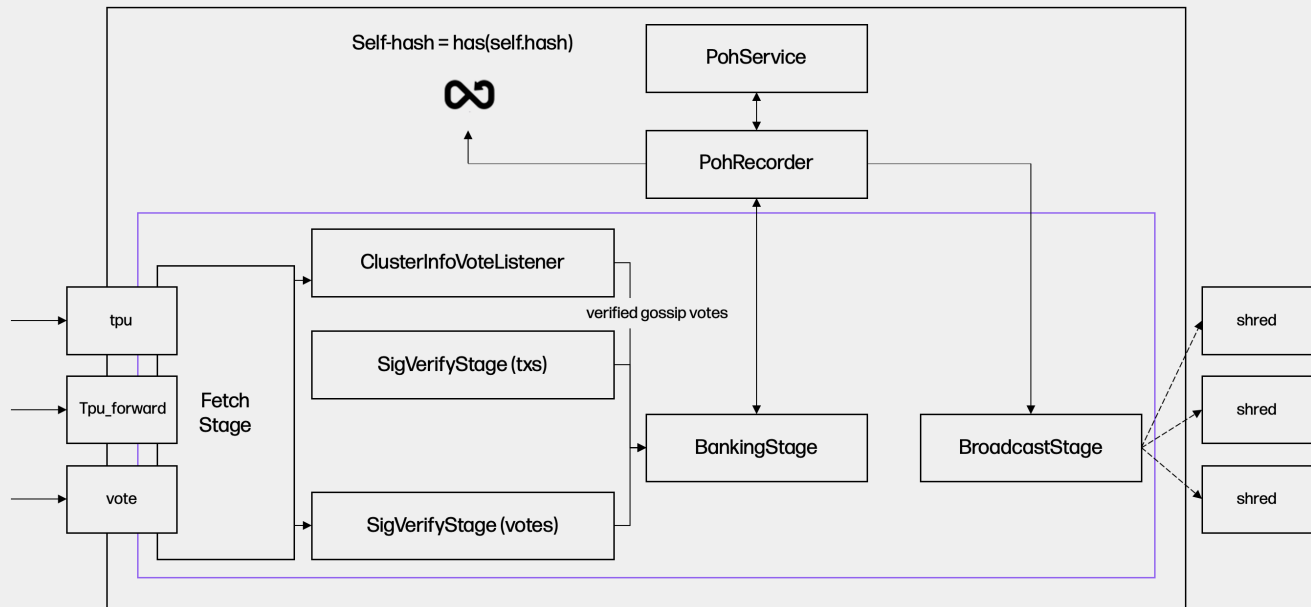 Self-hash = has(self.hash)
PohService
PohRecorder
ClusterInfoVoteListener
tpu
verified gossip votes
shred
SigVerifyStage (txs)
Tpu_forward
Fetch
Stage
shred
BankingStage
BroadcastStage
vote
shred
SigVerifyStage (votes)